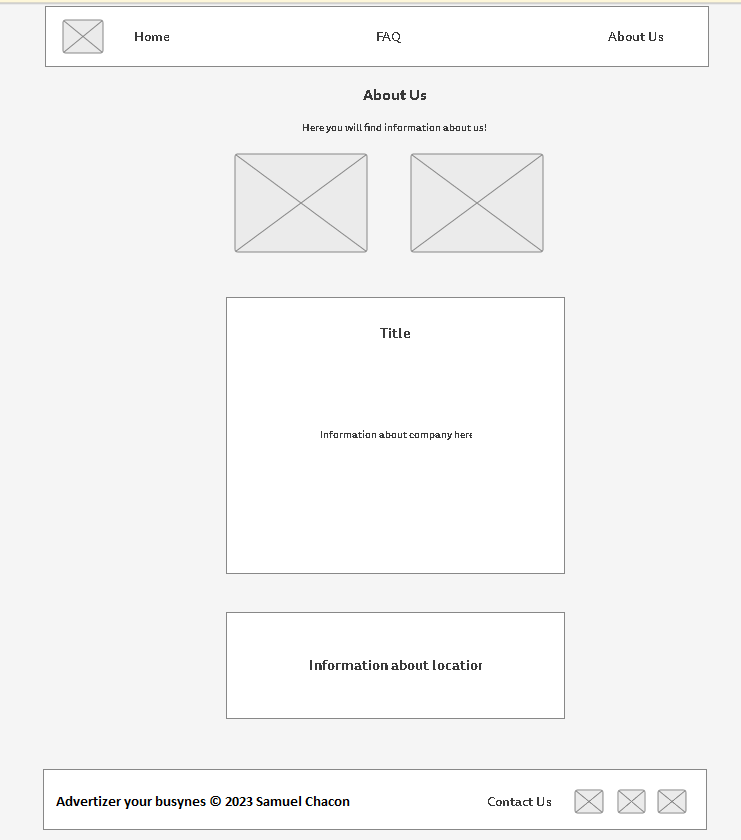 Home
FAQ
About Us
About Us
Here you will find information about us!
Title
Information about company here
Information about location
Advertizer your busynes © 2023 Samuel Chacon
Contact Us